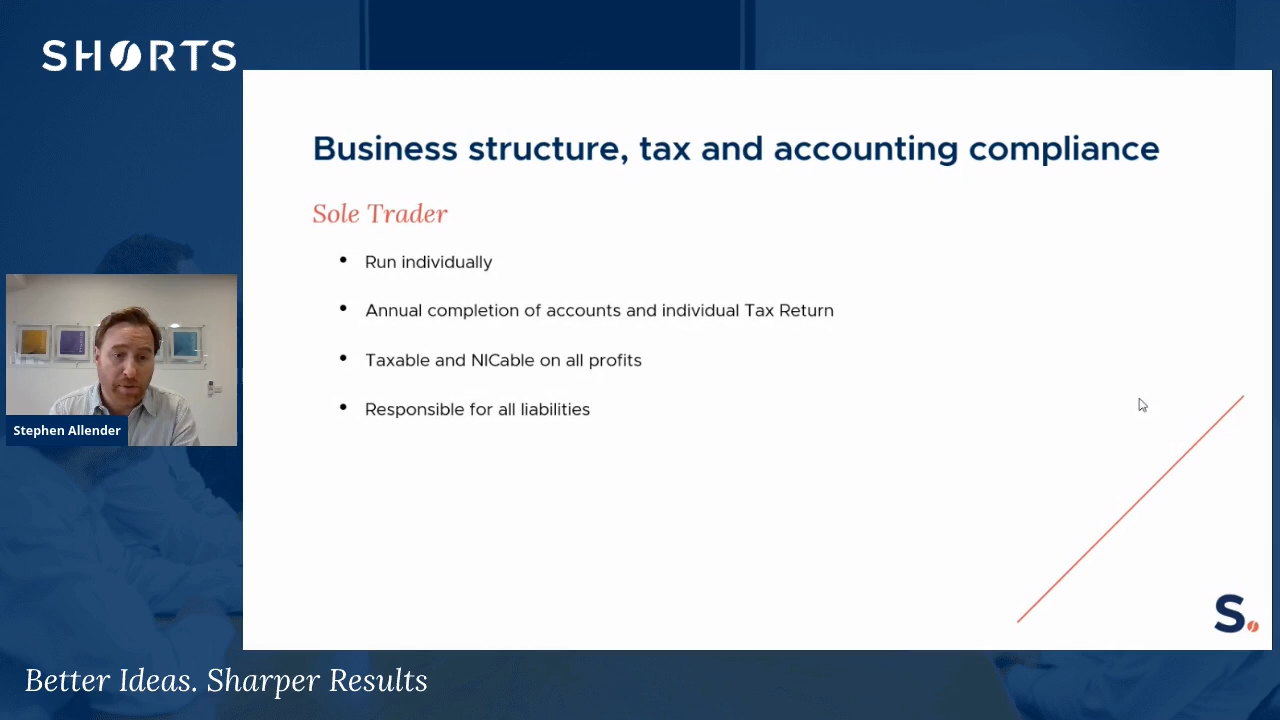 SHORTS
Business structure, tax and accounting compliance
Sole Trader
• Run individually
• Annual completion of accounts and individual Tax Return
• Taxable and NICable on all profits
• Responsible for all liabilities
Stephen Allender
S.
Better Ideas. Sharper Results